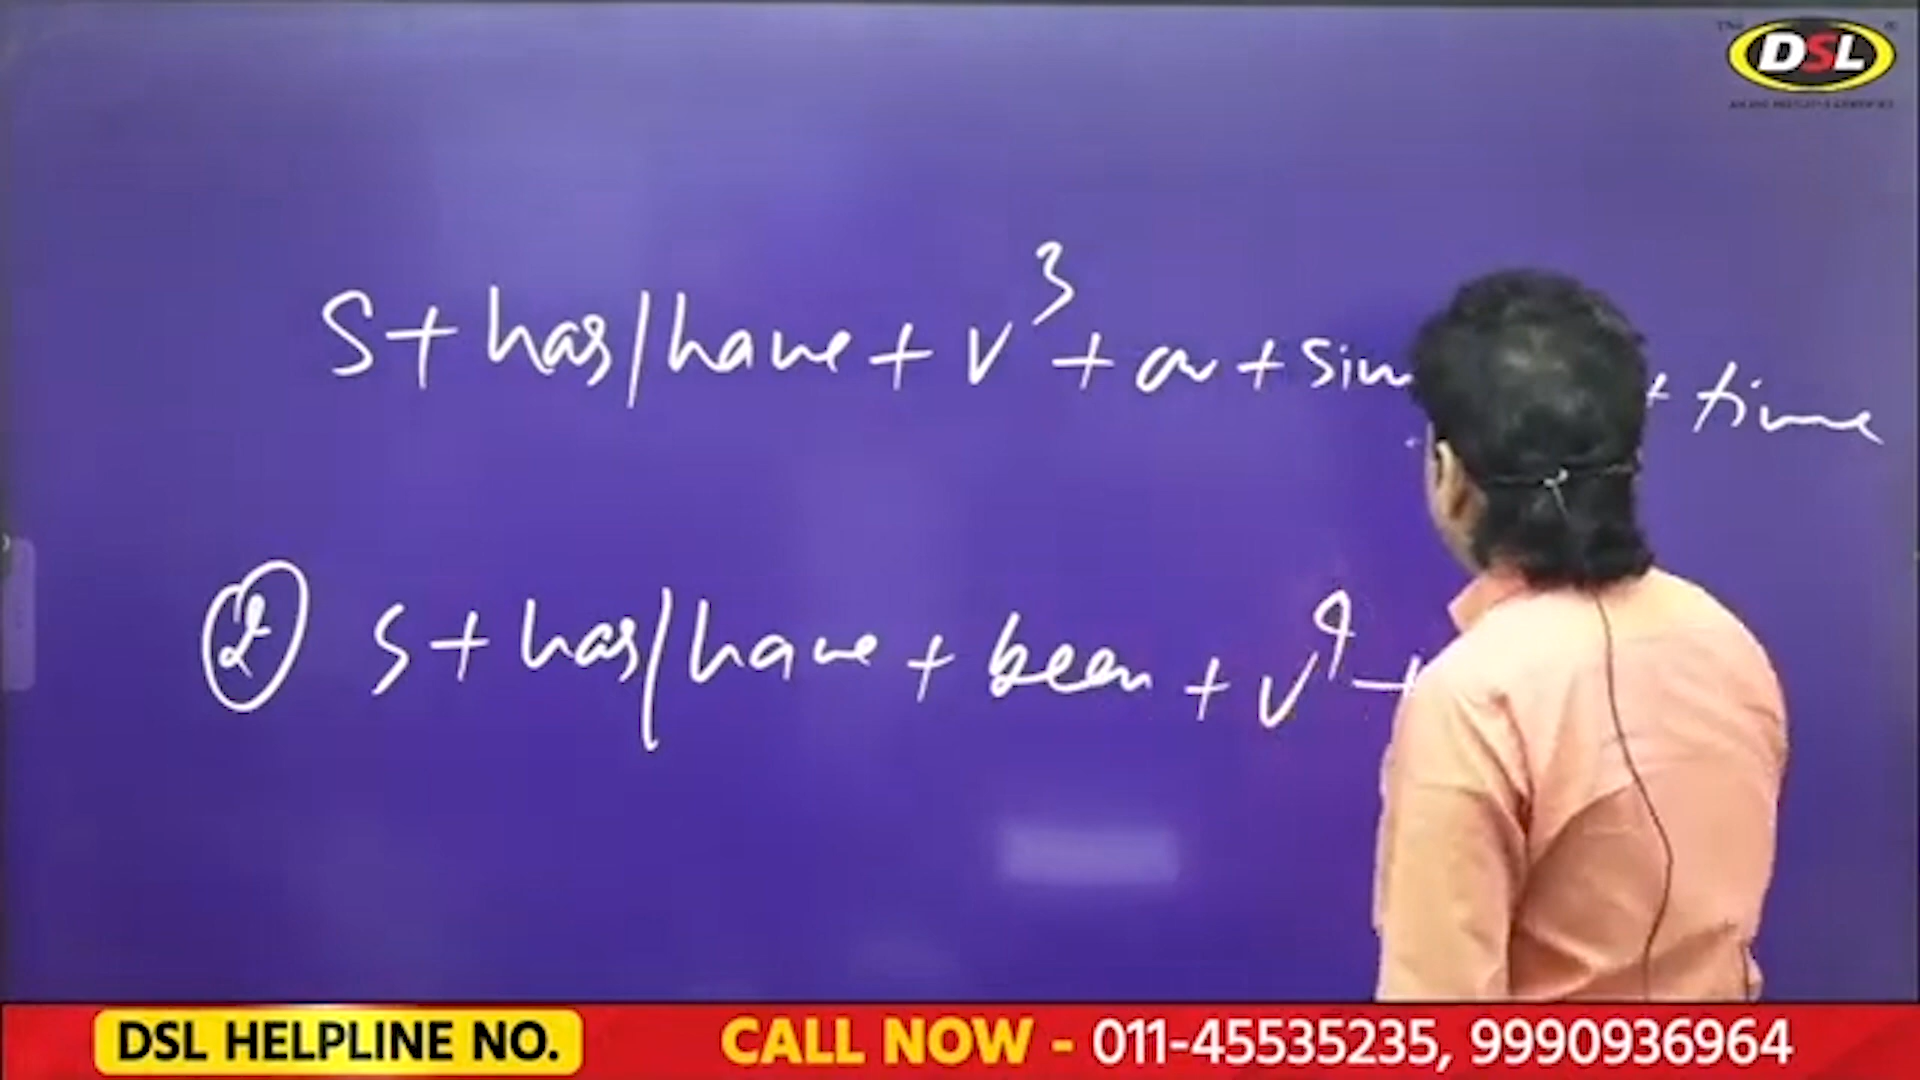 DSL
S + has/have + V³ + av + sin + time
② S + has/have + been + V⁴ +
DSL HELPLINE NO. CALL NOW - 011-45535235, 9990936964